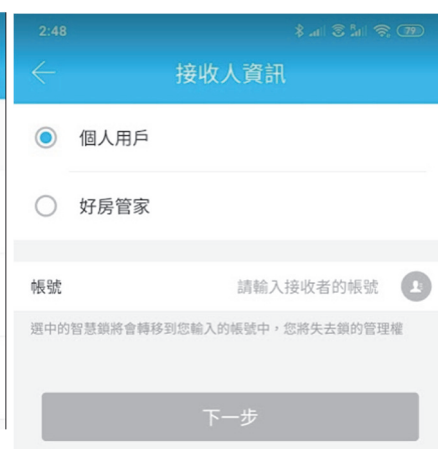 2:48
79
接收人資訊
個人用戶
好房管家
帳號 請輸入接收者的帳號
選中的智慧鎖將會轉移到您輸入的帳號中，您將失去鎖的管理權
下一步